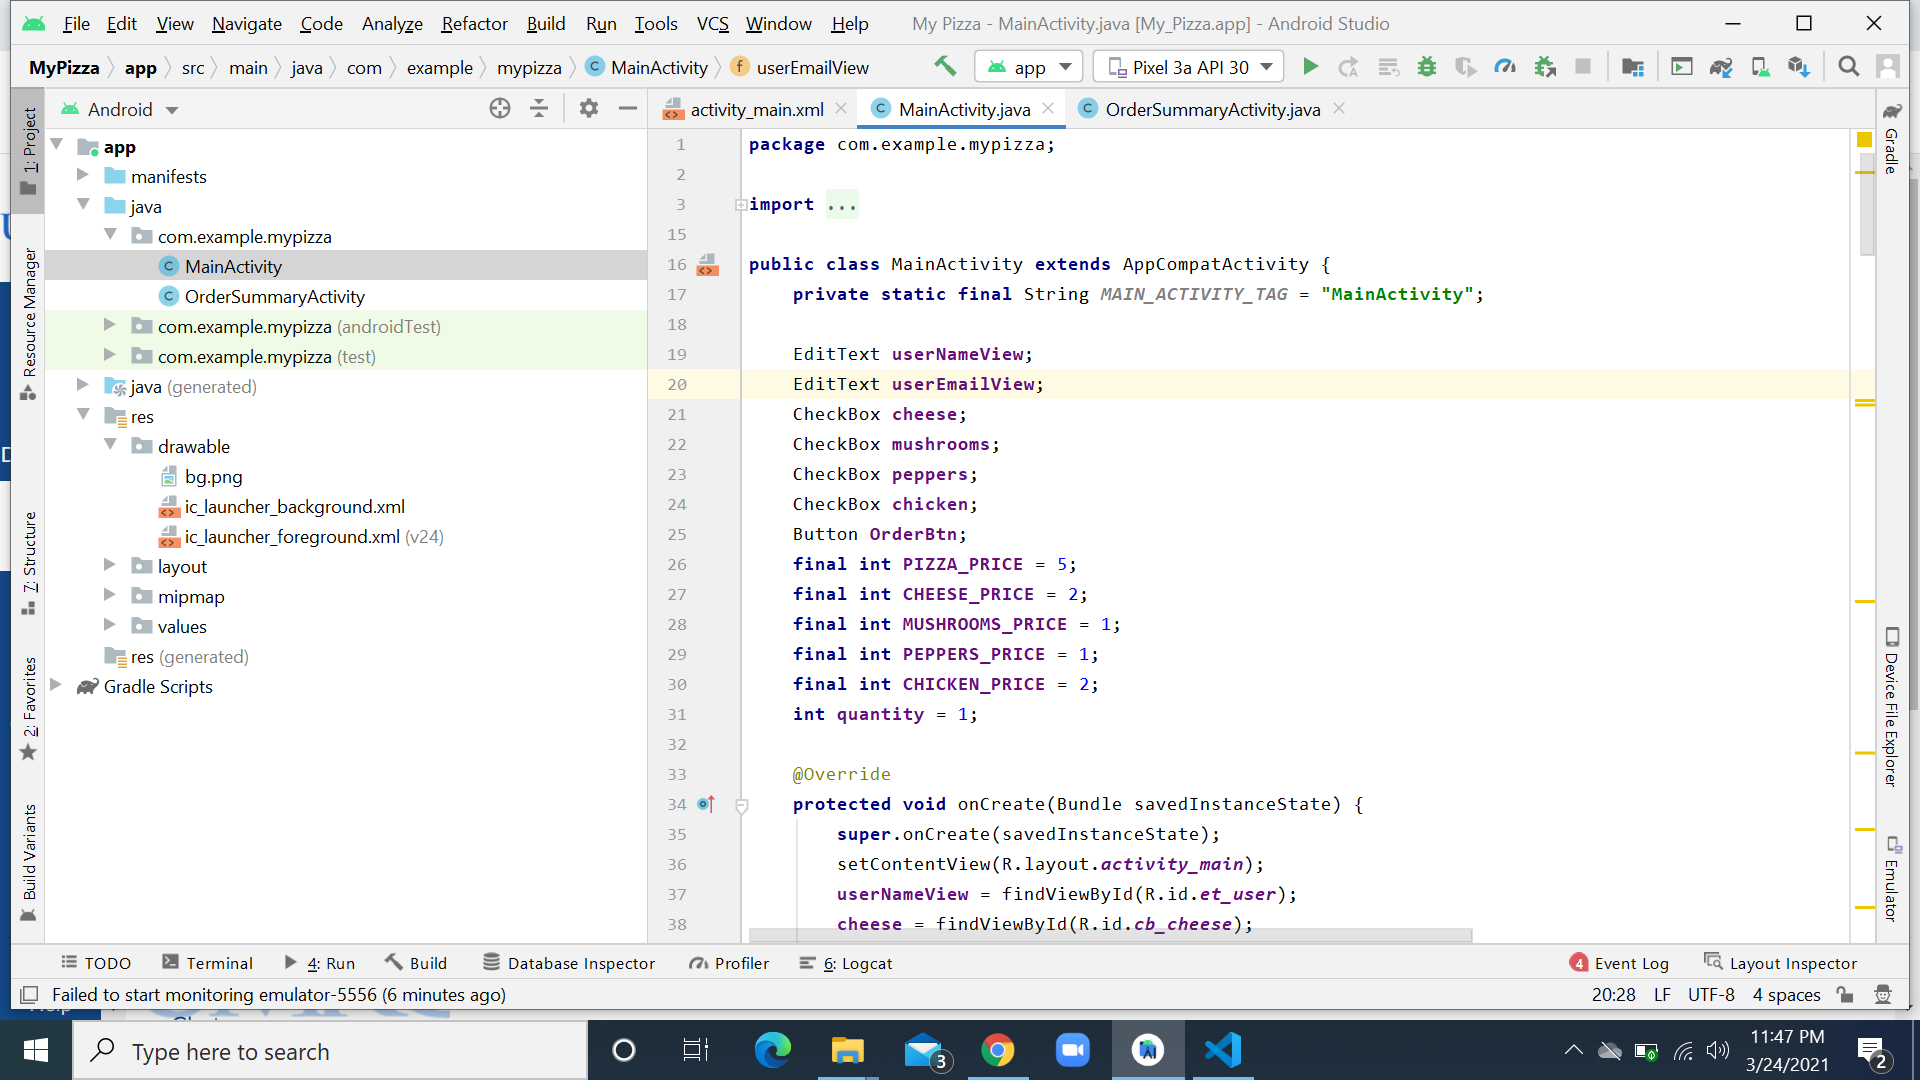 File Edit View Navigate Code Analyze Refactor Build Run Tools VCS Window Help My Pizza - MainActivity.java [My_Pizza.app] - Android Studio
MyPizza app src main java com example mypizza MainActivity userEmailView app Pixel 3a API 30
Android
activity_main.xml MainActivity.java OrderSummaryActivity.java
1: Project
Resource Manager
7: Structure
2: Favorites
Build Variants
app
manifests
java
com.example.mypizza
MainActivity
OrderSummaryActivity
com.example.mypizza (androidTest)
com.example.mypizza (test)
java (generated)
res
drawable
bg.png
ic_launcher_background.xml
ic_launcher_foreground.xml (v24)
layout
mipmap
values
res (generated)
Gradle Scripts
1 package com.example.mypizza;
2
3 import ...
15
16 public class MainActivity extends AppCompatActivity {
17 private static final String MAIN_ACTIVITY_TAG = "MainActivity";
18
19 EditText userNameView;
20 EditText userEmailView;
21 CheckBox cheese;
22 CheckBox mushrooms;
23 CheckBox peppers;
24 CheckBox chicken;
25 Button OrderBtn;
26 final int PIZZA_PRICE = 5;
27 final int CHEESE_PRICE = 2;
28 final int MUSHROOMS_PRICE = 1;
29 final int PEPPERS_PRICE = 1;
30 final int CHICKEN_PRICE = 2;
31 int quantity = 1;
32
33 @Override
34 protected void onCreate(Bundle savedInstanceState) {
35 super.onCreate(savedInstanceState);
36 setContentView(R.layout.activity_main);
37 userNameView = findViewById(R.id.et_user);
38 cheese = findViewById(R.id.cb_cheese);
Gradle
Device File Explorer
Emulator
TODO Terminal 4: Run Build Database Inspector Profiler 6: Logcat 4 Event Log Layout Inspector
Failed to start monitoring emulator-5556 (6 minutes ago) 20:28 LF UTF-8 4 spaces
Type here to search
3
11:47 PM
3/24/2021
2